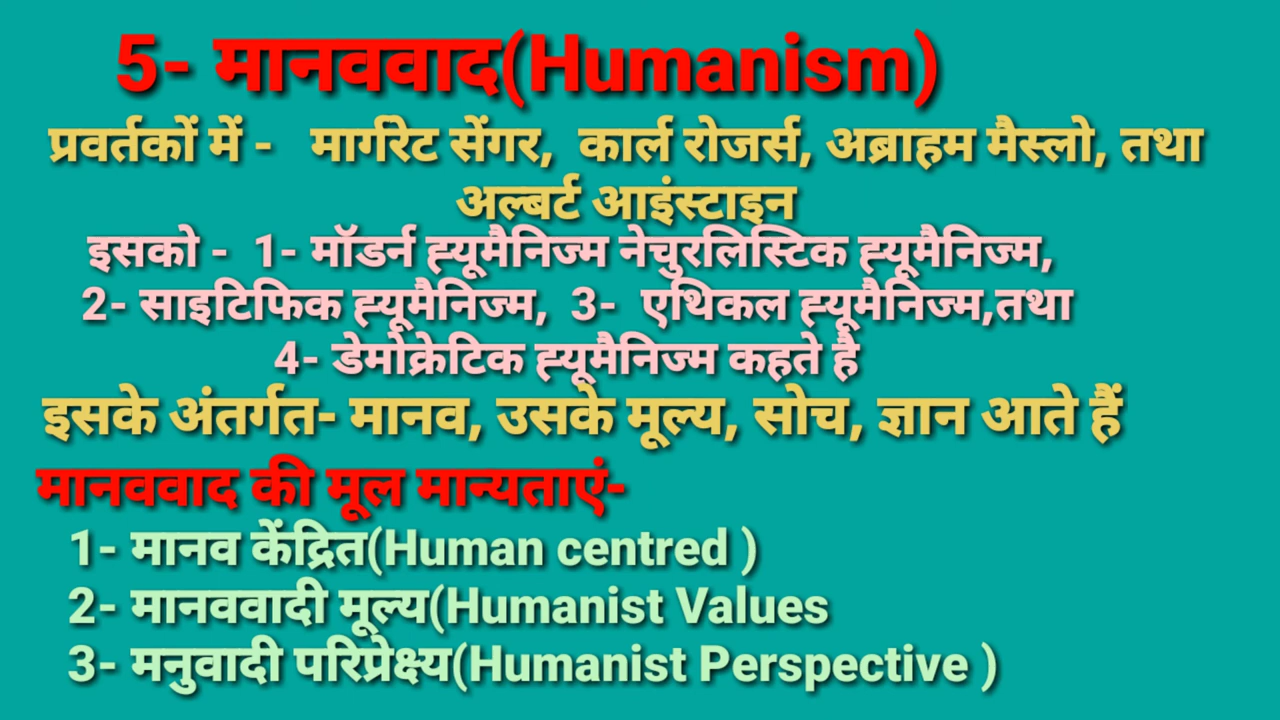 5- मानववाद(Humanism)
प्रवर्तकों में - मार्गरेट सेंगर, कार्ल रोजर्स, अब्राहम मैस्लो, तथा
अल्बर्ट आइंस्टाइन
इसको - 1- मॉडर्न ह्यूमैनिज्म नेचुरलिस्टिक ह्यूमैनिज्म,
2- साइटिफिक ह्यूमैनिज्म, 3- एथिकल ह्यूमैनिज्म,तथा
4- डेमोक्रेटिक ह्यूमैनिज्म कहते है
इसके अंतर्गत- मानव, उसके मूल्य, सोच, ज्ञान आते हैं
मानववाद की मूल मान्यताएं-
1- मानव केंद्रित(Human centred )
2- मानववादी मूल्य(Humanist Values
3- मनुवादी परिप्रेक्ष्य(Humanist Perspective )